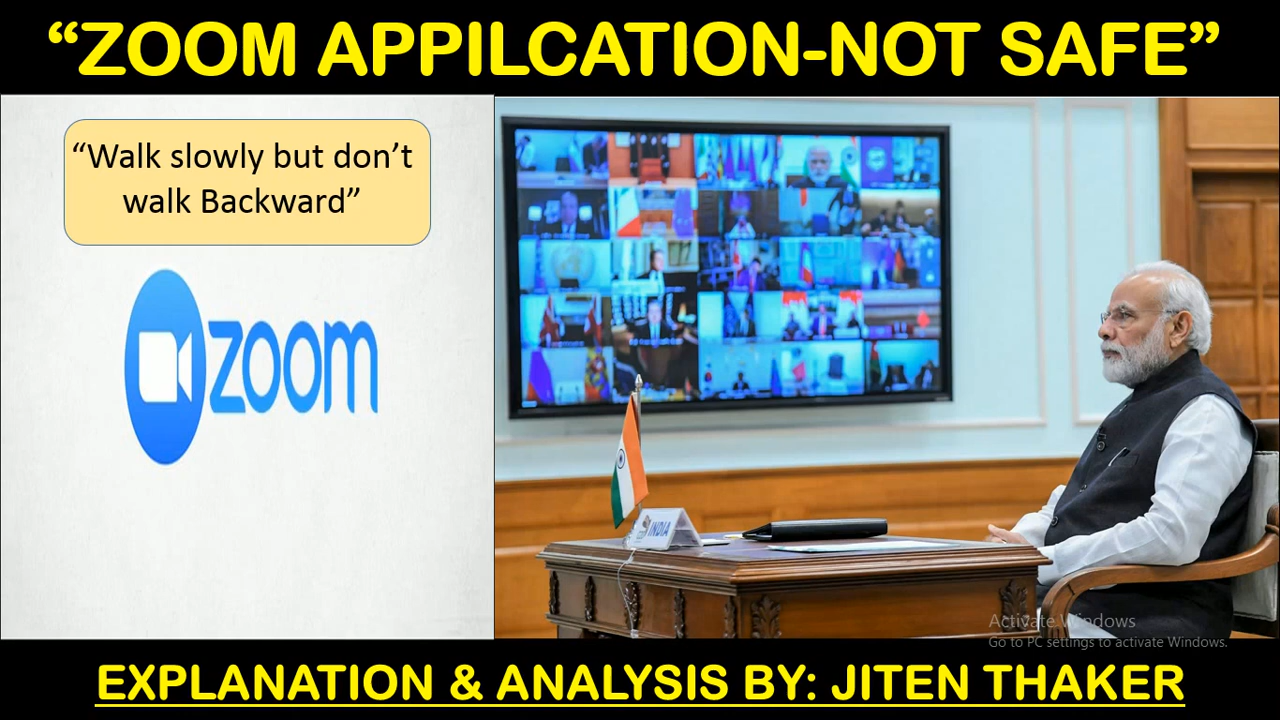 “ZOOM APPILCATION-NOT SAFE”
“Walk slowly but don’t
walk Backward”
zoom
INDIA
Activate Windows
Go to PC settings to activate Windows.
EXPLANATION & ANALYSIS BY: JITEN THAKER